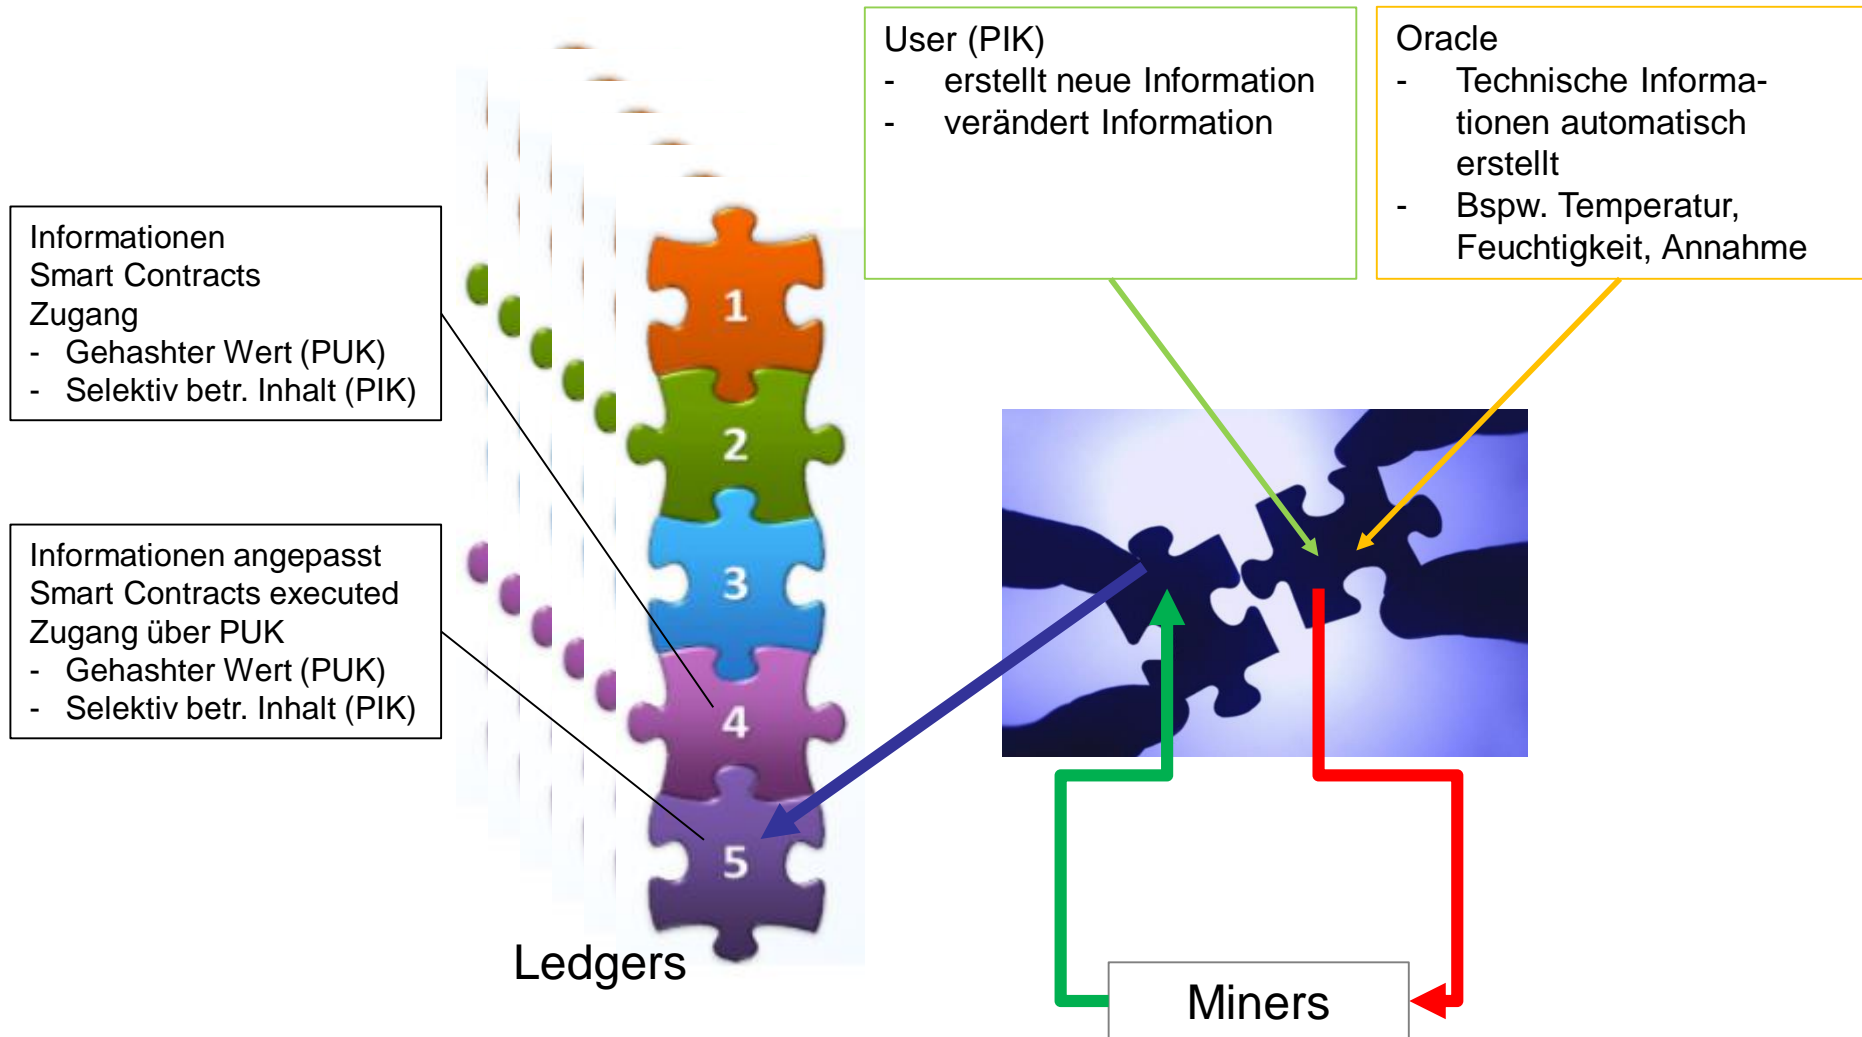 User (PIK)
- erstellt neue Information
- verändert Information
Oracle
- Technische Informa-
tionen automatisch
erstellt
- Bspw. Temperatur,
Feuchtigkeit, Annahme
Informationen
Smart Contracts
Zugang
- Gehashter Wert (PUK)
- Selektiv betr. Inhalt (PIK)
Informationen angepasst
Smart Contracts executed
Zugang über PUK
- Gehashter Wert (PUK)
- Selektiv betr. Inhalt (PIK)
1
2
3
4
5
Ledgers
Miners